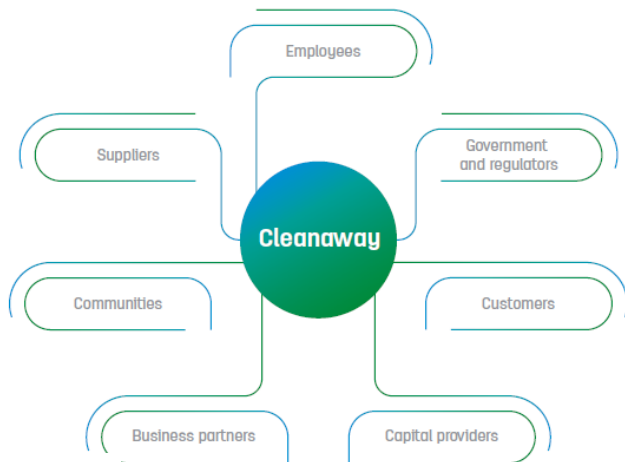 Employees
Suppliers
Government
and regulators
Cleanaway
Communities
Customers
Business partners
Capital providers